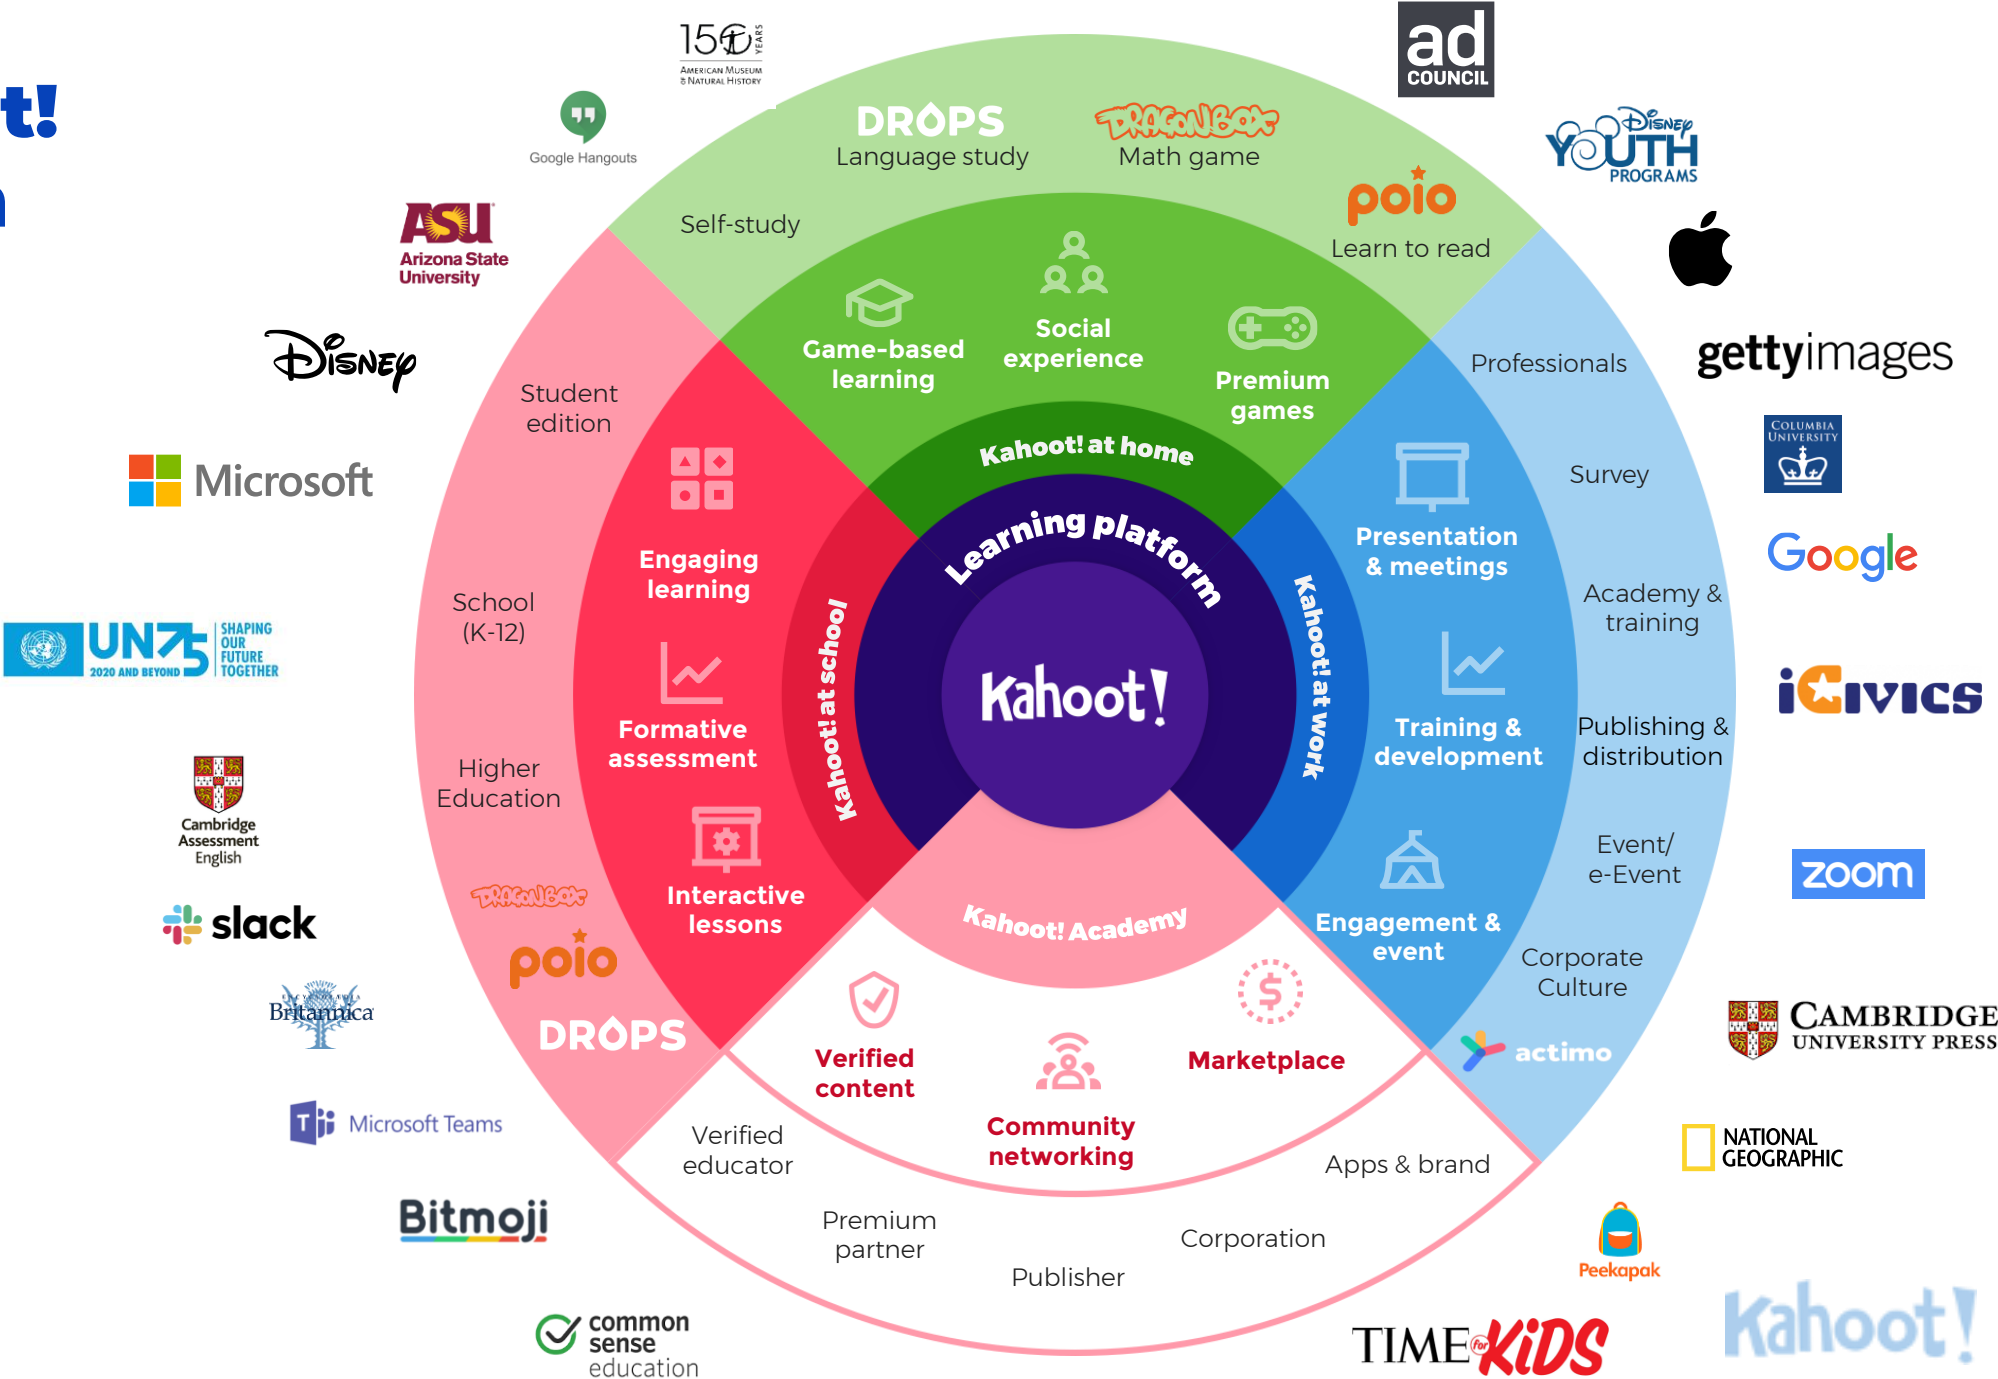 t!
150 YEARS
AMERICAN MUSEUM
& NATURAL HISTORY
Google Hangouts
ASU
Arizona State
University
DISNEY
Microsoft
UN75
2020 AND BEYOND
SHAPING
OUR
FUTURE
TOGETHER
Cambridge
Assessment
English
slack
ENCYCLOPÆDIA
Britannica
Microsoft Teams
Bitmoji
common
sense
education
ad
COUNCIL
DISNEY
YOUTH
PROGRAMS
gettyimages
COLUMBIA
UNIVERSITY
Google
iCIVICS
zoom
CAMBRIDGE
UNIVERSITY PRESS
NATIONAL
GEOGRAPHIC
Peekapak
TIME for KiDS
Kahoot!
DROPS
Language study
DRAGONBOX
Math game
poio
Learn to read
Self-study
Game-based
learning
Social
experience
Premium
games
Kahoot! at home
Learning platform
Kahoot!
Student
edition
School
(K-12)
Higher
Education
DRAGONBOX
poio
DROPS
Engaging
learning
Formative
assessment
Interactive
lessons
Kahoot! at school
Kahoot! at work
Presentation
& meetings
Training &
development
Engagement &
event
Professionals
Survey
Academy &
training
Publishing &
distribution
Event/
e-Event
Corporate
Culture
actimo
Kahoot! Academy
Verified
content
Community
networking
Marketplace
Verified
educator
Premium
partner
Publisher
Corporation
Apps & brand